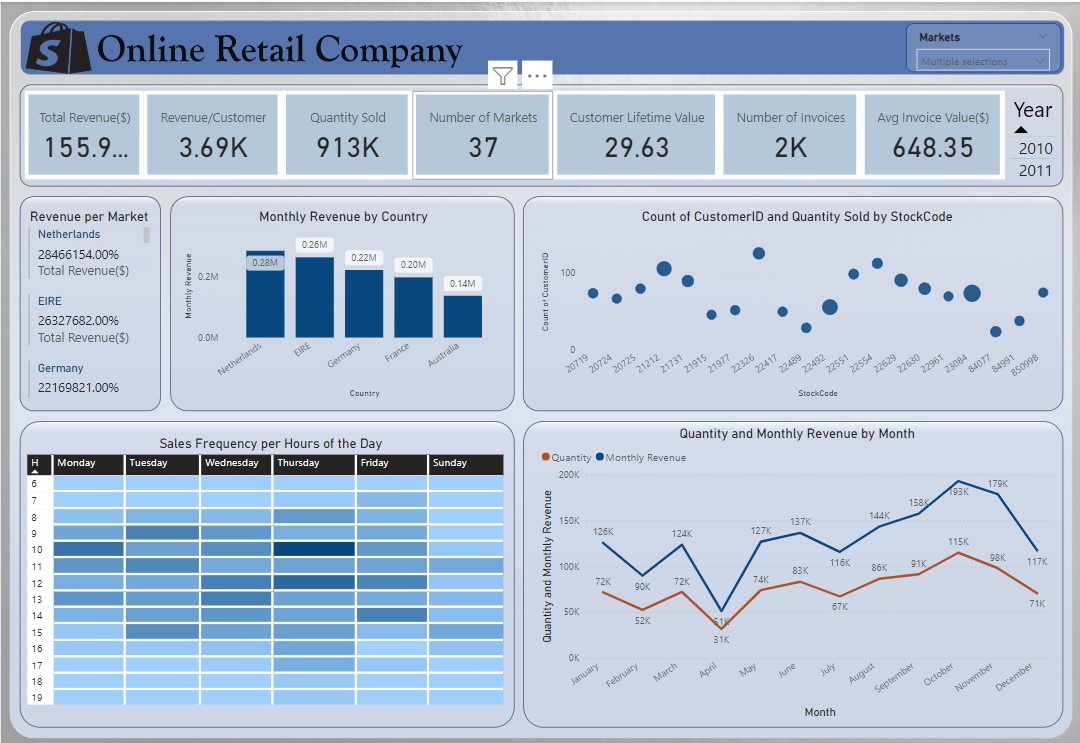 S Online Retail Company
Markets
Multiple selections
Total Revenue($)
155.9...
Revenue/Customer
3.69K
Quantity Sold
913K
Number of Markets
37
Customer Lifetime Value
29.63
Number of Invoices
2K
Avg Invoice Value($)
648.35
Year
2010
2011
Revenue per Market
Netherlands
28466154.00%
Total Revenue($)
EIRE
26327682.00%
Total Revenue($)
Germany
22169821.00%
Monthly Revenue by Country
Monthly Revenue
0.2M
0.0M
0.28M
0.26M
0.22M
0.20M
0.14M
Netherlands
EIRE
Germany
France
Australia
Country
Count of CustomerID and Quantity Sold by StockCode
Count of CustomerID
100
0
20719
20724
20725
21212
21731
21915
21977
22326
22417
22489
22492
22551
22554
22629
22630
22961
23084
84077
84991
85099B
StockCode
Sales Frequency per Hours of the Day
H Monday Tuesday Wednesday Thursday Friday Sunday
6
7
8
9
10
11
12
13
14
15
16
17
18
19
Quantity and Monthly Revenue by Month
Quantity Monthly Revenue
Quantity and Monthly Revenue
200K
150K
100K
50K
0K
126K
90K
124K
51K
127K
137K
116K
144K
158K
193K
179K
117K
72K
52K
72K
31K
74K
83K
67K
86K
91K
115K
98K
71K
January
February
March
April
May
June
July
August
September
October
November
December
Month